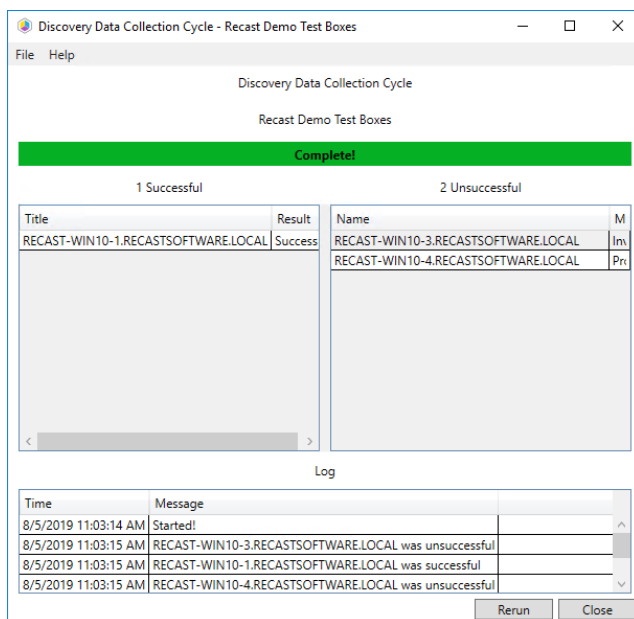 Discovery Data Collection Cycle - Recast Demo Test Boxes
File Help
Discovery Data Collection Cycle
Recast Demo Test Boxes
Complete!
1 Successful
2 Unsuccessful
Title Result
RECAST-WIN10-1.RECASTSOFTWARE.LOCAL Success
Name M
RECAST-WIN10-3.RECASTSOFTWARE.LOCAL
RECAST-WIN10-4.RECASTSOFTWARE.LOCAL
Log
Time Message
8/5/2019 11:03:14 AM Started!
8/5/2019 11:03:15 AM RECAST-WIN10-3.RECASTSOFTWARE.LOCAL was unsuccessful
8/5/2019 11:03:15 AM RECAST-WIN10-1.RECASTSOFTWARE.LOCAL was successful
8/5/2019 11:03:15 AM RECAST-WIN10-4.RECASTSOFTWARE.LOCAL was unsuccessful
Rerun Close